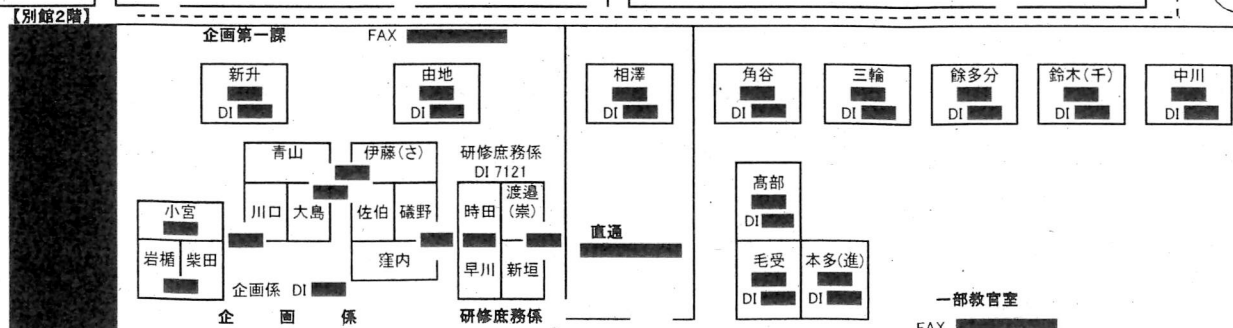 【別館2階】
企画第一課 FAX
新升
DI
由地
DI
相澤
DI
角谷
DI
三輪
DI
餘多分
DI
鈴木(千)
DI
中川
DI
青山
伊藤(さ)
研修庶務係
DI 7121
小宮
川口 大島
佐伯 礒野
時田
渡邉
(崇)
岩楯 柴田
窪内
早川 新垣
直通
髙部
DI
毛受
DI
本多(進)
DI
企画係 DI
企画係
研修庶務係
一部教官室
FAX